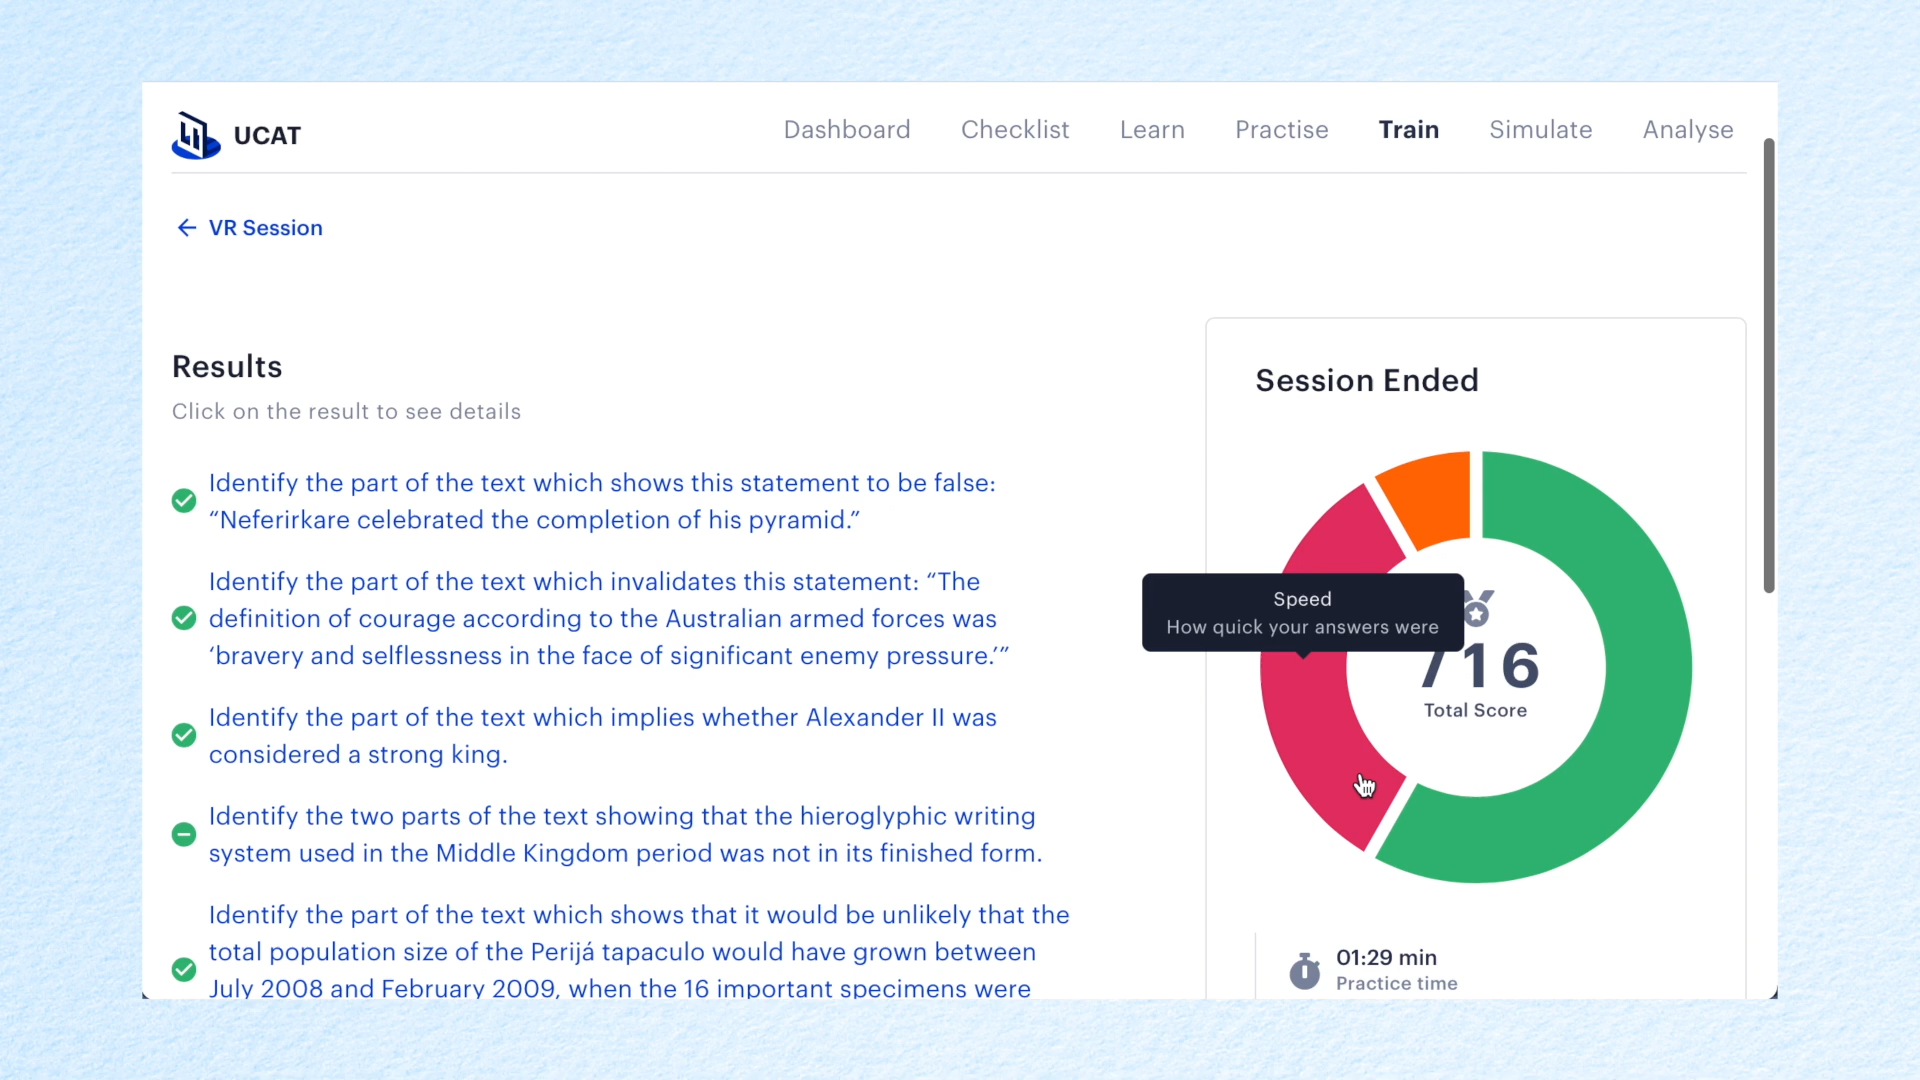 UCAT
Dashboard
Checklist
Learn
Practise
Train
Simulate
Analyse
VR Session
Results
Click on the result to see details
Identify the part of the text which shows this statement to be false:
“Neferirkare celebrated the completion of his pyramid.”
Identify the part of the text which invalidates this statement: “The
definition of courage according to the Australian armed forces was
‘bravery and selflessness in the face of significant enemy pressure.’”
Identify the part of the text which implies whether Alexander II was
considered a strong king.
Identify the two parts of the text showing that the hieroglyphic writing
system used in the Middle Kingdom period was not in its finished form.
Identify the part of the text which shows that it would be unlikely that the
total population size of the Perijá tapaculo would have grown between
July 2008 and February 2009, when the 16 important specimens were
Session Ended
Speed
How quick your answers were
716
Total Score
01:29 min
Practice time